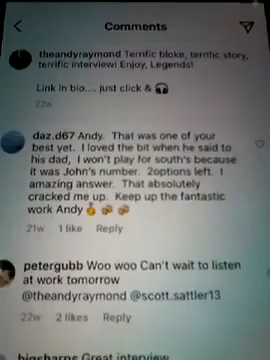 Comments
theandyraymond Terrific bloke, terrific story,
terrific interview! Enjoy, Legends!
Link in bio.... just click &
22w
daz.d67 Andy. That was one of your
best yet. I loved the bit when he said to
his dad, I won't play for south's because
it was John's number. 2options left. I
amazing answer. That absolutely
cracked me up. Keep up the fantastic
work Andy
21w 1 like Reply
petergubb Woo woo Can't wait to listen
at work tomorrow
@theandyraymond @scott.sattler13
22w 2 likes Reply
Great interview